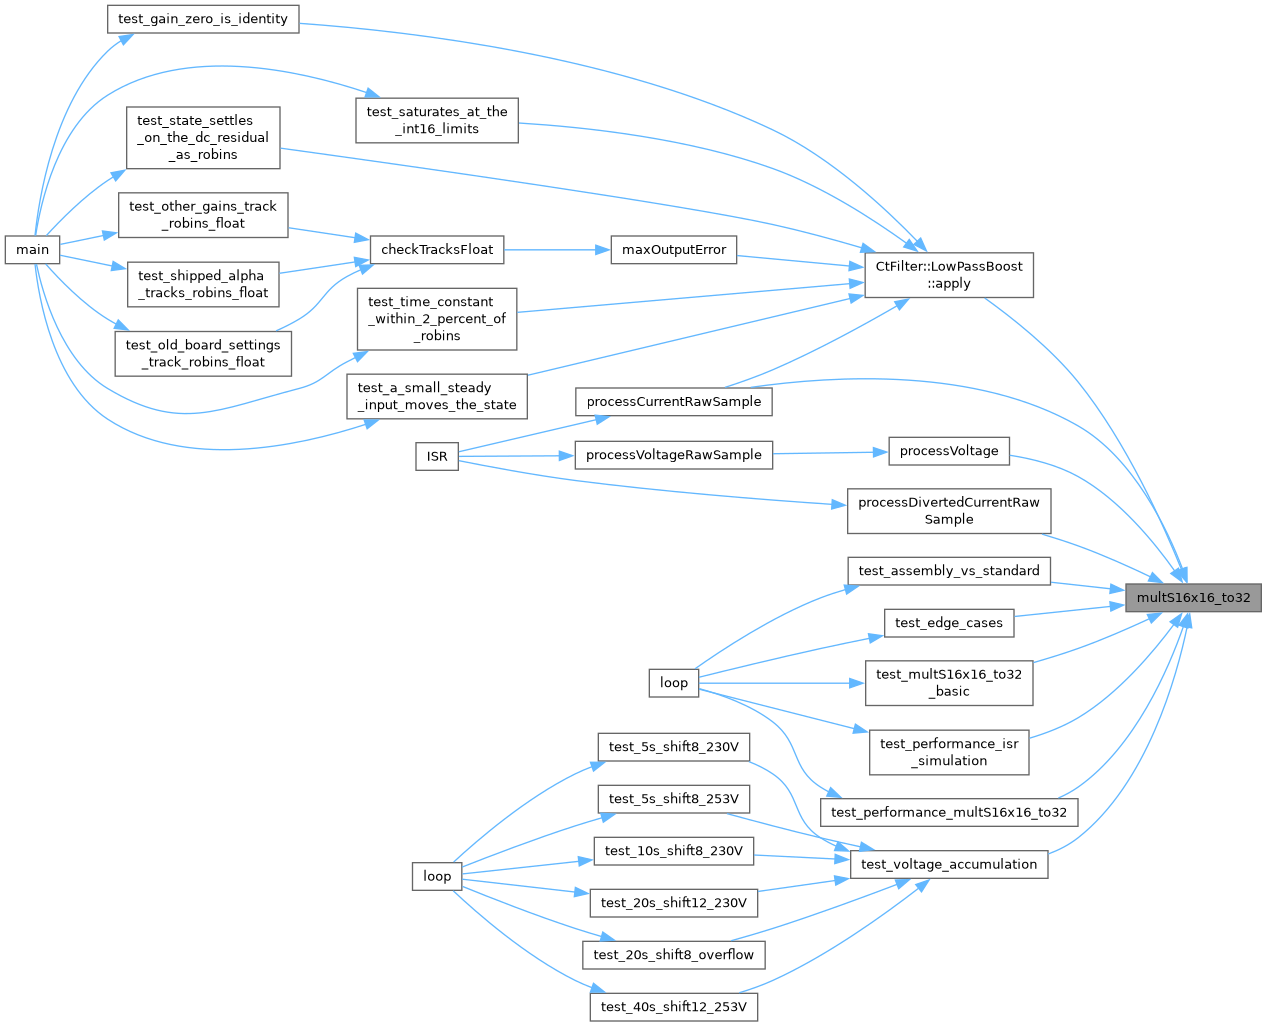 test_gain_zero_is_identity
test_saturates_at_the
_int16_limits
test_state_settles
_on_the_dc_residual
_as_robins
test_other_gains_track
_robins_float
main
checkTracksFloat
maxOutputError
CtFilter::LowPassBoost
::apply
test_shipped_alpha
_tracks_robins_float
test_time_constant
_within_2_percent_of
_robins
test_old_board_settings
_track_robins_float
test_a_small_steady
_input_moves_the_state
processCurrentRawSample
ISR
processVoltageRawSample
processVoltage
processDivertedCurrentRaw
Sample
test_assembly_vs_standard
multS16x16_to32
test_edge_cases
loop
test_multS16x16_to32
_basic
test_performance_isr
_simulation
test_5s_shift8_230V
test_5s_shift8_253V
test_performance_multS16x16_to32
test_10s_shift8_230V
test_voltage_accumulation
loop
test_20s_shift12_230V
test_20s_shift8_overflow
test_40s_shift12_253V